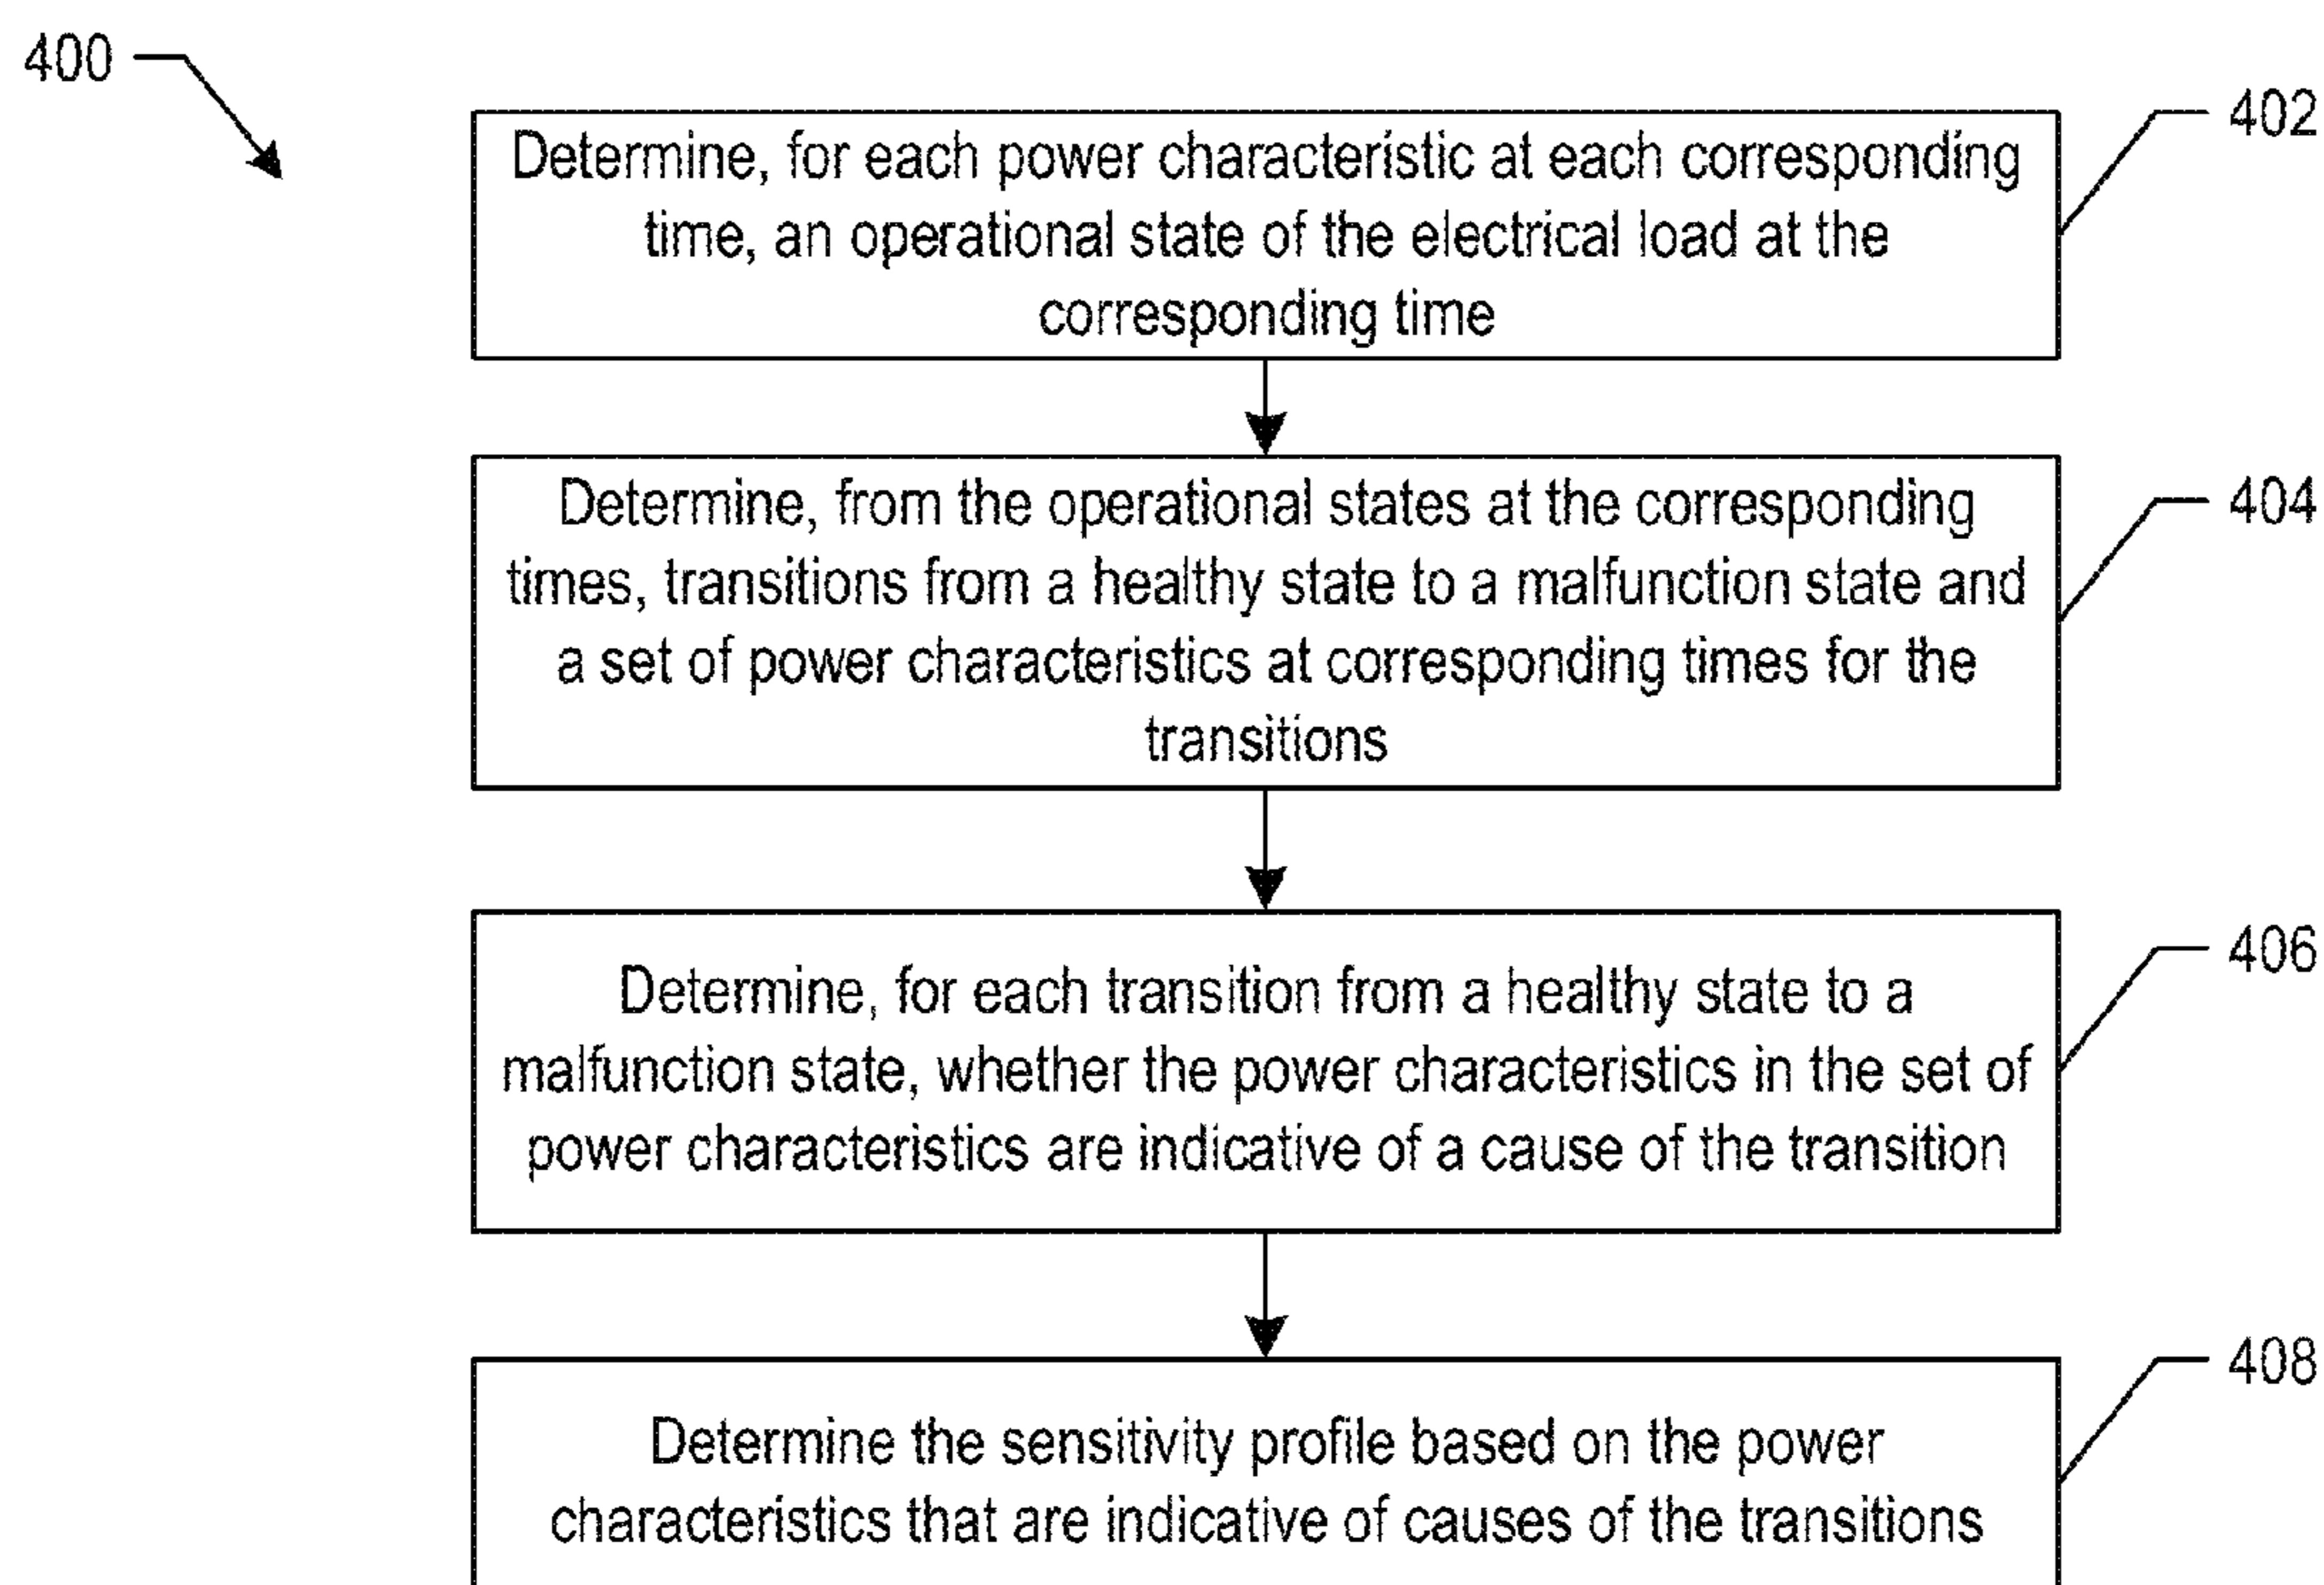 400
402
Determine, for each power characteristic at each corresponding
time, an operational state of the electrical load at the
corresponding time
404
Determine, from the operational states at the corresponding
times, transitions from a healthy state to a malfunction state and
a set of power characteristics at corresponding times for the
transitions
406
Determine, for each transition from a healthy state to a
malfunction state, whether the power characteristics in the set of
power characteristics are indicative of a cause of the transition
408
Determine the sensitivity profile based on the power
characteristics that are indicative of causes of the transitions